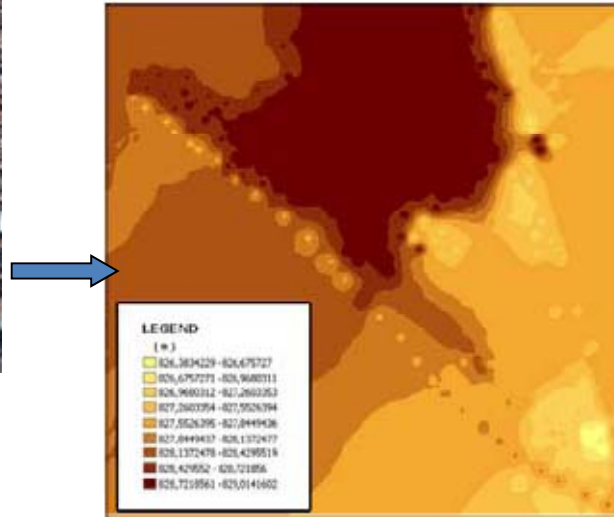 LEGEND
( m )
826,3834229 - 826,675727
826,6757271 - 826,9680311
826,9680312 - 827,2603353
827,2603354 - 827,5526394
827,5526395 - 827,8449436
827,8449437 - 828,1372477
828,1372478 - 828,4295519
828,429552 - 828,721856
828,7218561 - 829,0141602